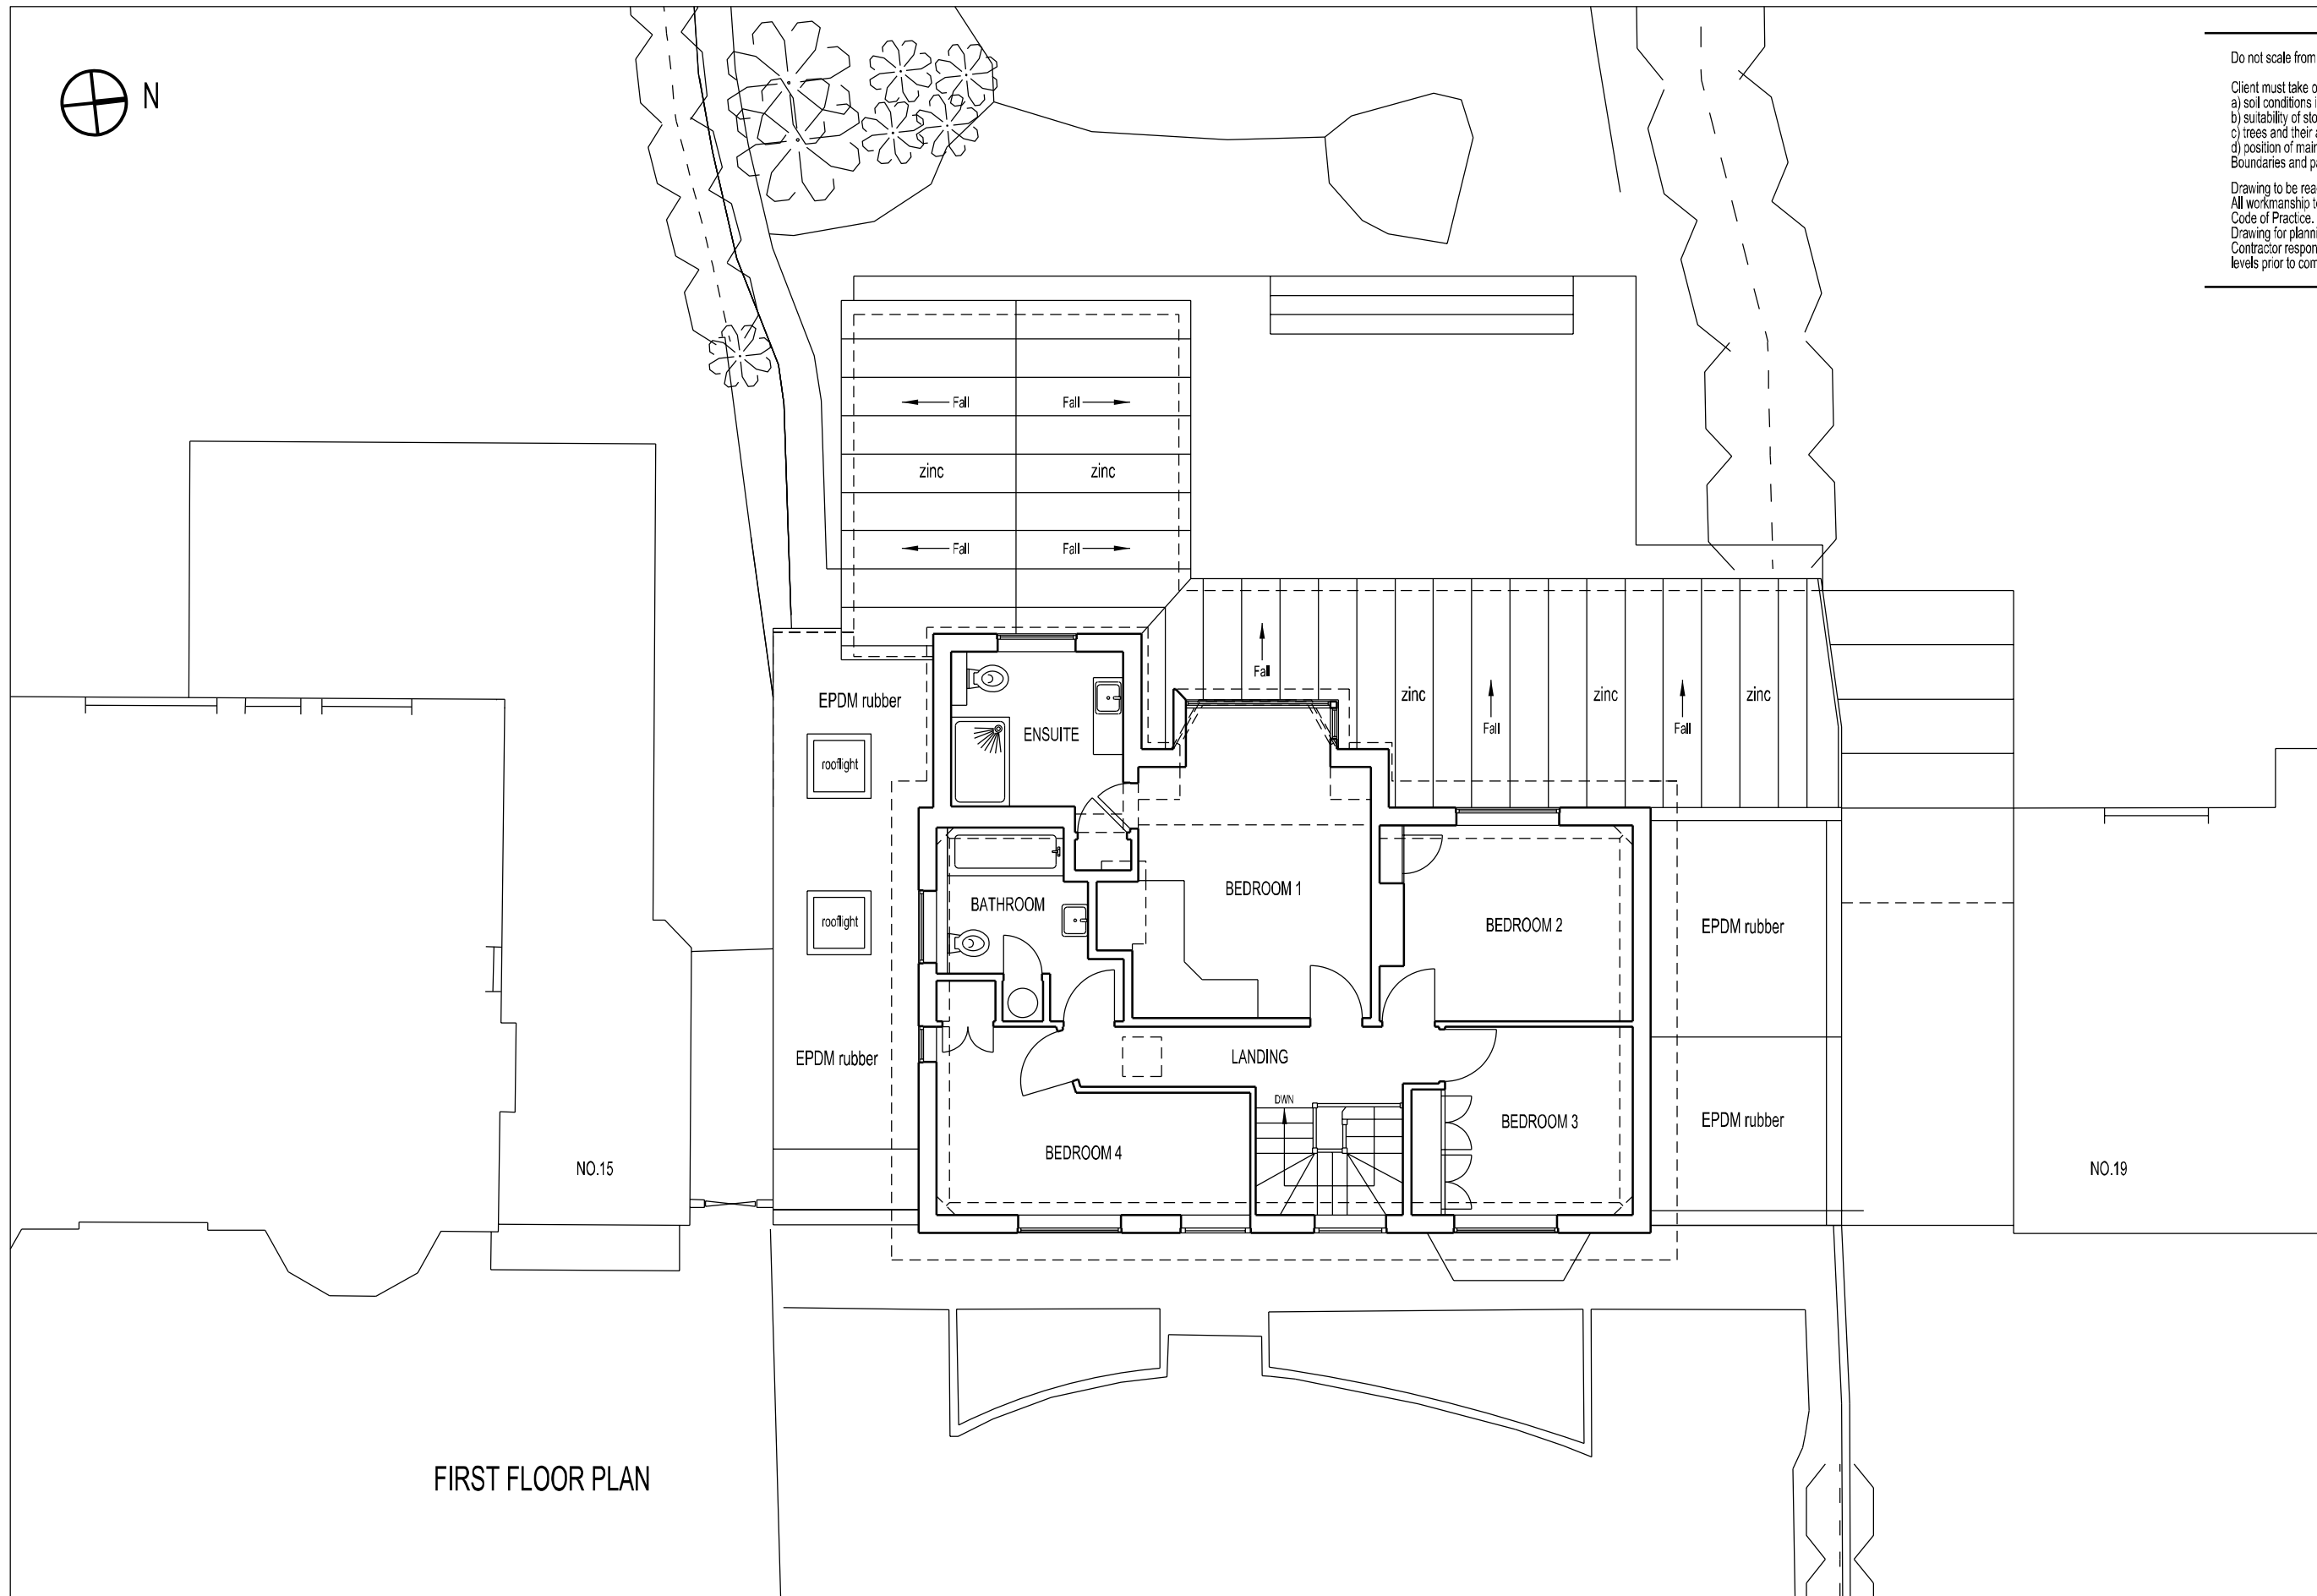 N
Do not scale from
Client must take o
a) soil conditions i
b) suitability of sto
c) trees and their a
d) position of mair
Boundaries and pa
Drawing to be rea
All workmanship to
Code of Practice.
Drawing for planni
Contractor respon
levels prior to com
Fall
Fall
zinc
zinc
Fall
Fall
Fall
EPDM rubber
zinc
zinc
zinc
Fall
Fall
ENSUITE
rooflight
BEDROOM 1
BATHROOM
rooflight
BEDROOM 2
EPDM rubber
EPDM rubber
LANDING
DWN
BEDROOM 3
EPDM rubber
BEDROOM 4
NO.15
NO.19
FIRST FLOOR PLAN